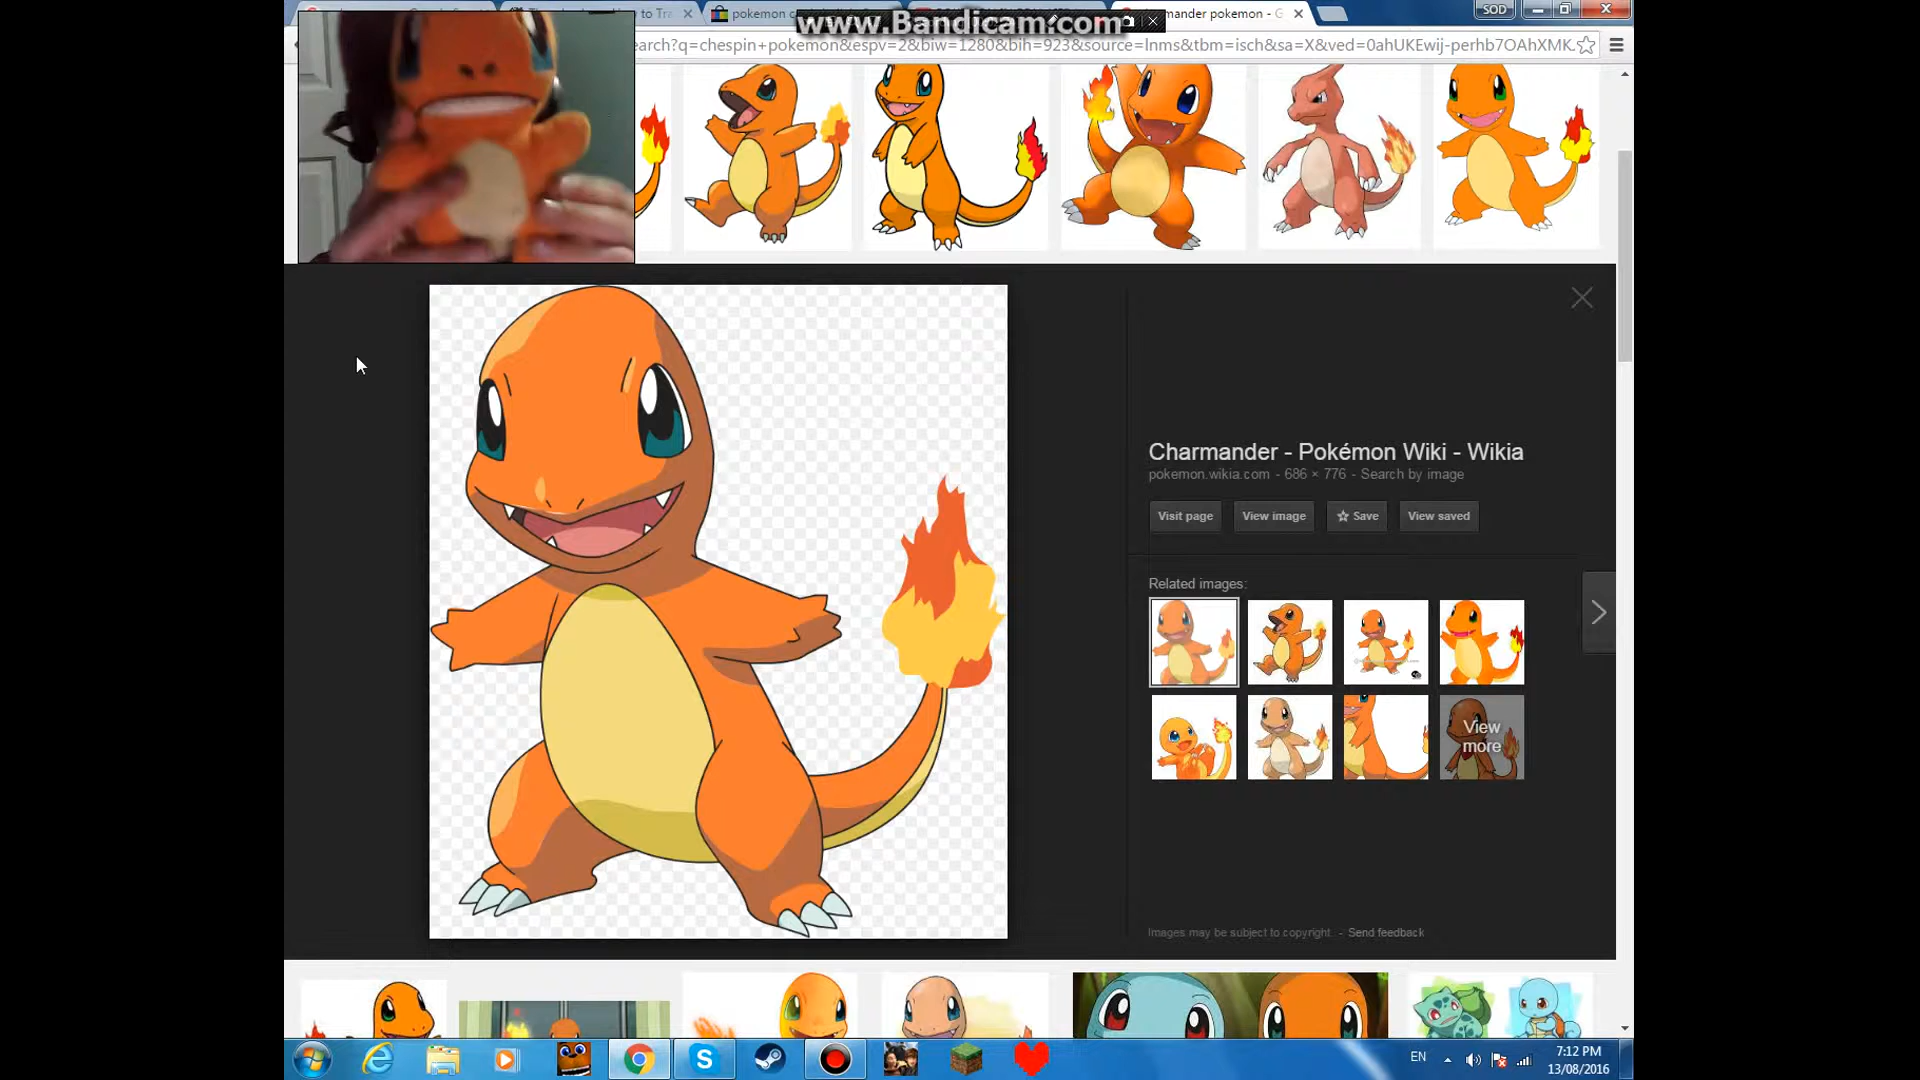 www.Bandicam.com
SOD
pokemon c
mander pokemon - G
earch?q=chespin+pokemon&espv=2&biw=1280&bih=923&source=lnms&tbm=isch&sa=X&ved=0ahUKEwij-perhb7OAhXMK
Charmander - Pokémon Wiki - Wikia
pokemon.wikia.com - 686 × 776 - Search by image
Visit page
View image
Save
View saved
Related images:
View more
Images may be subject to copyright. - Send feedback
EN
7:12 PM
13/08/2016